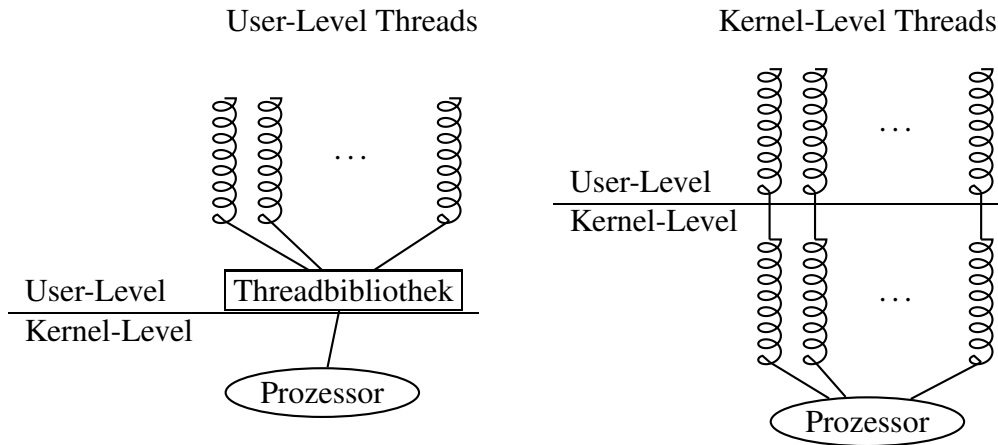 User-Level Threads
. . .
Threadbibliothek
User-Level
Kernel-Level
Prozessor
Kernel-Level Threads
. . .
User-Level
Kernel-Level
. . .
Prozessor